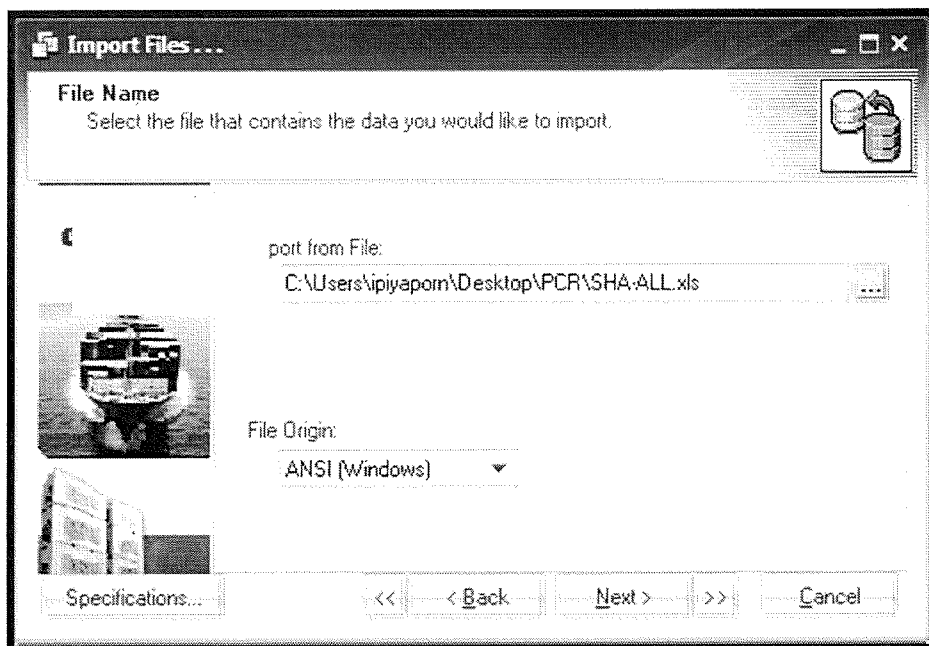 Import Files...
File Name
Select the file that contains the data you would like to import.
port from File:
C:\Users\ipiyaporn\Desktop\PCR\SHA-ALL.xls
...
File Origin:
ANSI (Windows)
Specifications...
<<
< Back
Next >
>>
Cancel